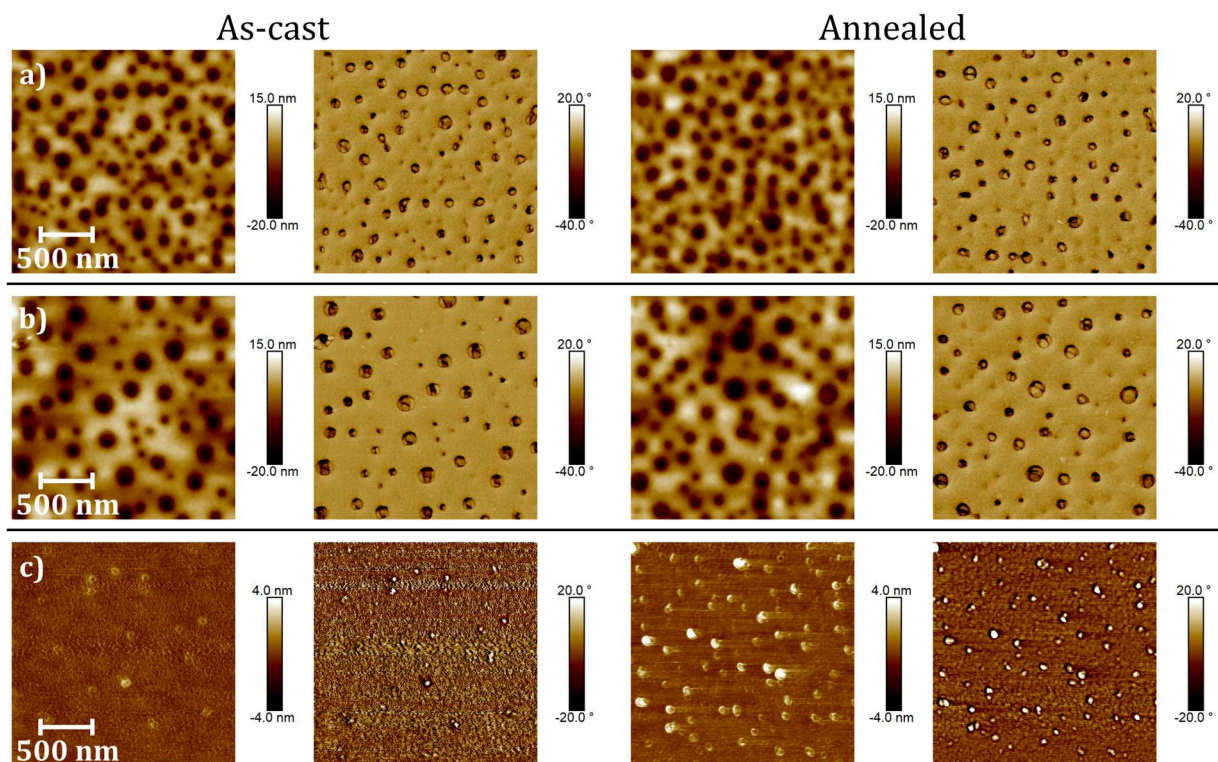 As-cast Annealed
a)
15.0 nm 20.0 ° 15.0 nm 20.0 °
-20.0 nm -40.0 ° -20.0 nm -40.0 °
500 nm
b)
15.0 nm 20.0 ° 15.0 nm 20.0 °
-20.0 nm -40.0 ° -20.0 nm -40.0 °
500 nm
c)
4.0 nm 20.0 ° 4.0 nm 20.0 °
-4.0 nm -20.0 ° -4.0 nm -20.0 °
500 nm